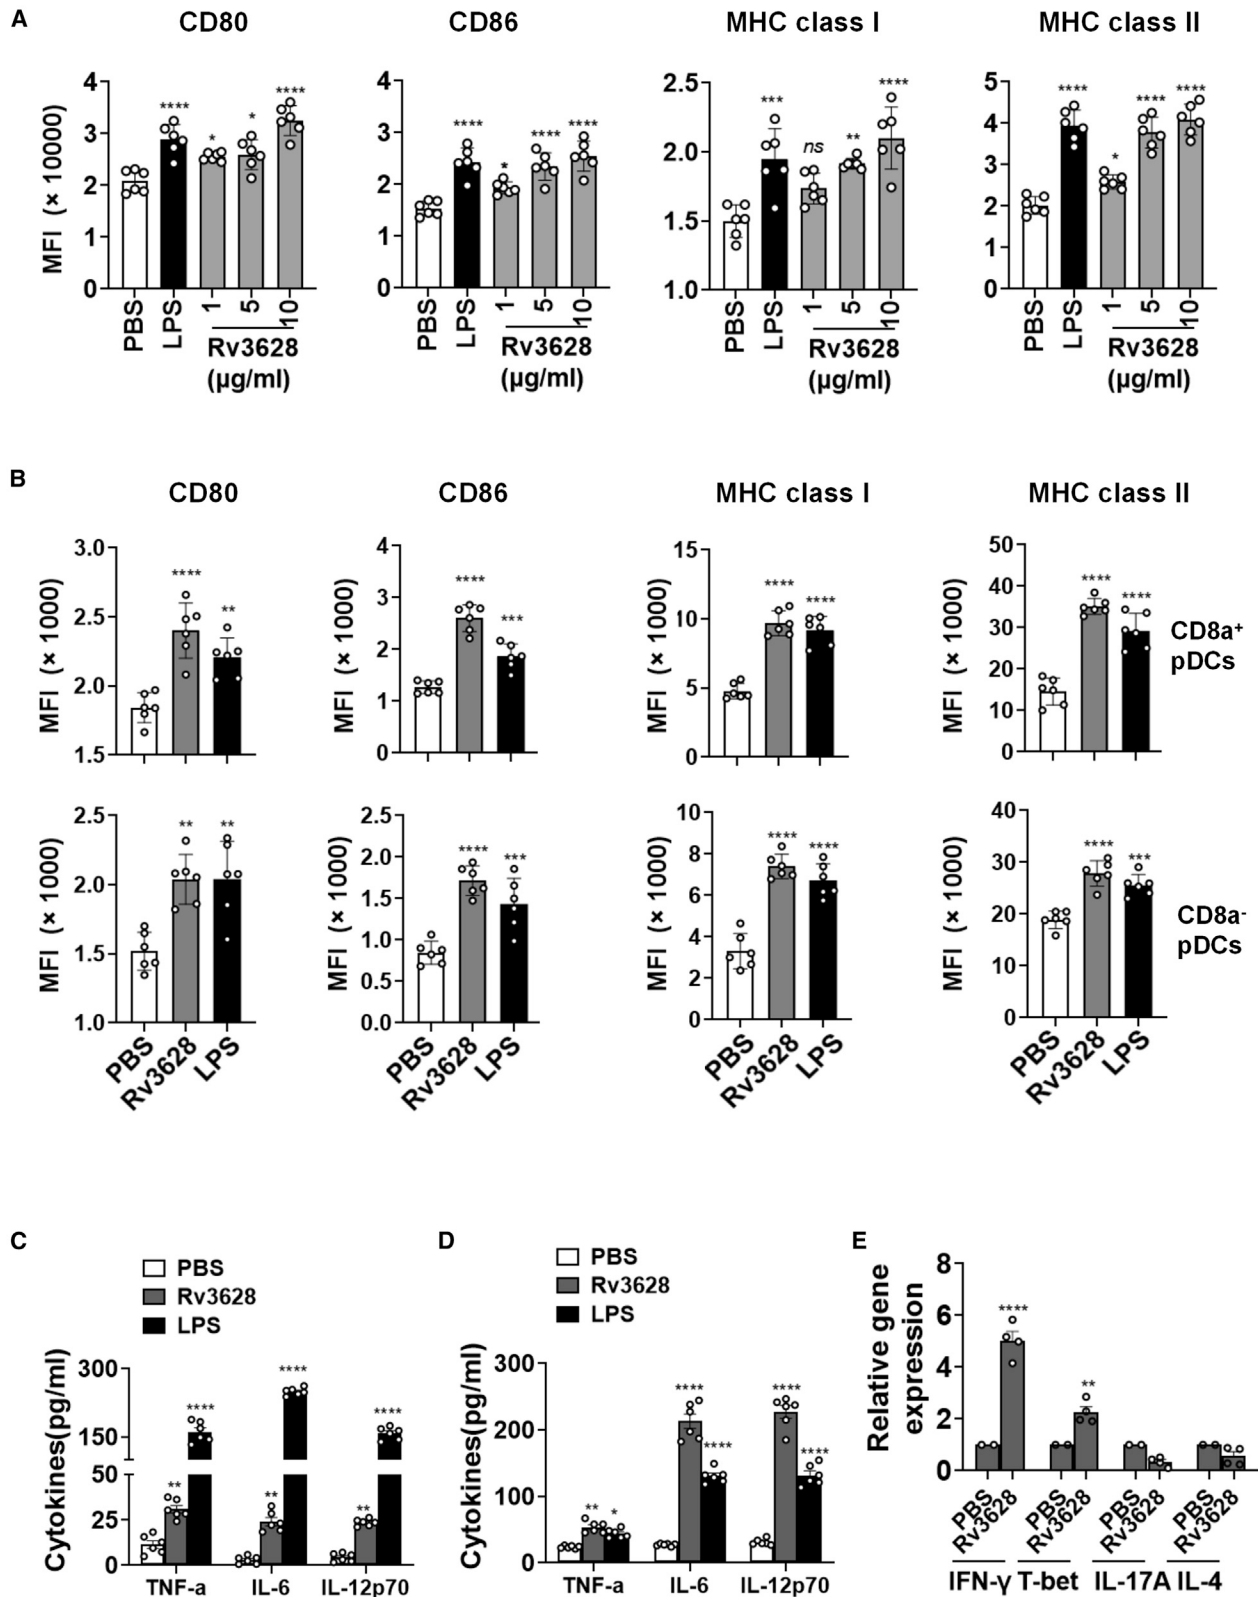 A
CD80
CD86
MHC class I
MHC class II
MFI (× 10000)
4
3
2
1
0
****
*
*
****
4
3
2
1
0
****
*
****
****
2.5
2.0
1.5
1.0
***
ns
**
****
5
4
3
2
1
0
****
*
****
****
PBS
LPS
1
5
10
PBS
LPS
1
5
10
PBS
LPS
1
5
10
PBS
LPS
1
5
10
Rv3628
(µg/ml)
Rv3628
(µg/ml)
Rv3628
(µg/ml)
Rv3628
(µg/ml)
B
CD80
CD86
MHC class I
MHC class II
MFI (× 1000)
3.0
2.5
2.0
1.5
****
**
MFI (× 1000)
4
3
2
1
0
****
***
MFI (× 1000)
15
10
5
0
****
****
MFI (× 1000)
50
40
30
20
10
0
****
****
CD8a+
pDCs
MFI (× 1000)
2.5
2.0
1.5
1.0
**
**
MFI (× 1000)
2.5
2.0
1.5
1.0
0.5
0.0
****
***
MFI (× 1000)
10
8
6
4
2
0
****
****
MFI (× 1000)
40
30
20
10
0
****
***
CD8a-
pDCs
PBS
Rv3628
LPS
PBS
Rv3628
LPS
PBS
Rv3628
LPS
PBS
Rv3628
LPS
C
PBS
Rv3628
LPS
Cytokines(pg/ml)
300
150
50
25
0
**
****
**
****
**
****
TNF-a
IL-6
IL-12p70
D
PBS
Rv3628
LPS
Cytokines(pg/ml)
300
200
100
0
**
*
****
****
****
****
TNF-a
IL-6
IL-12p70
E
Relative gene
expression
8
6
4
2
0
****
**
PBS
Rv3628
PBS
Rv3628
PBS
Rv3628
PBS
Rv3628
IFN-γ
T-bet
IL-17A
IL-4